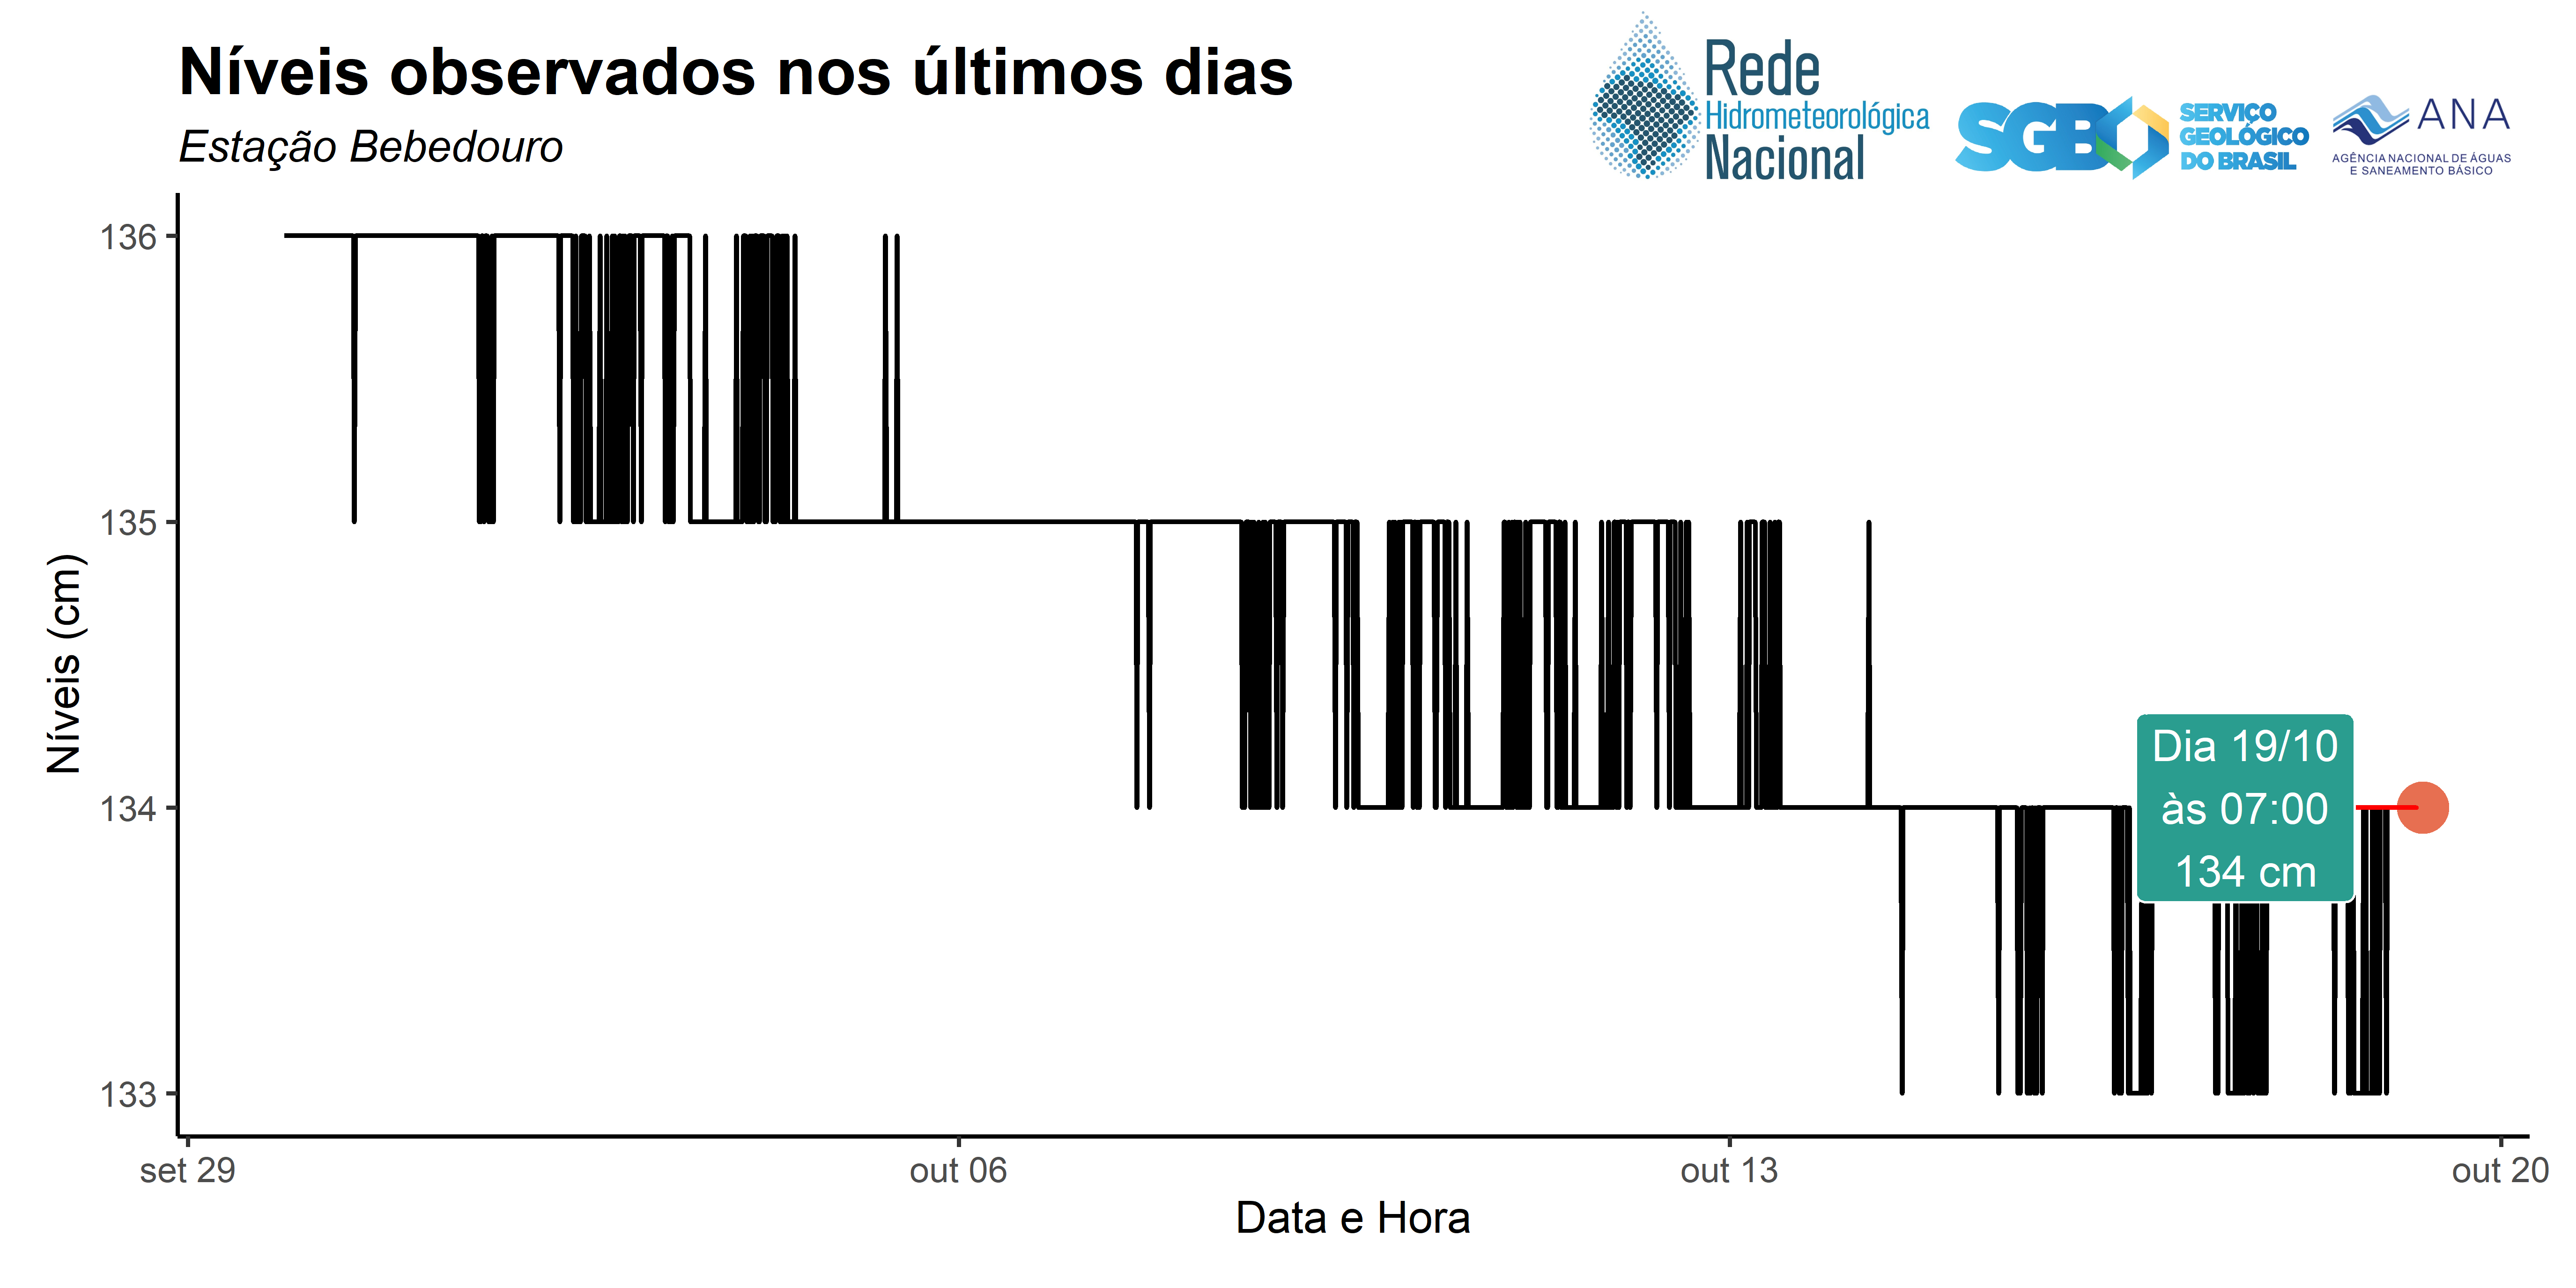 Níveis observados nos últimos dias
Estação Bebedouro
Rede
Hidrometeorológica
Nacional
SGB
SERVIÇO
GEOLÓGICO
DO BRASIL
ANA
AGÊNCIA NACIONAL DE ÁGUAS
E SANEAMENTO BÁSICO
Níveis (cm)
136
135
134
133
Dia 19/10
às 07:00
134 cm
set 29
out 06
out 13
out 20
Data e Hora